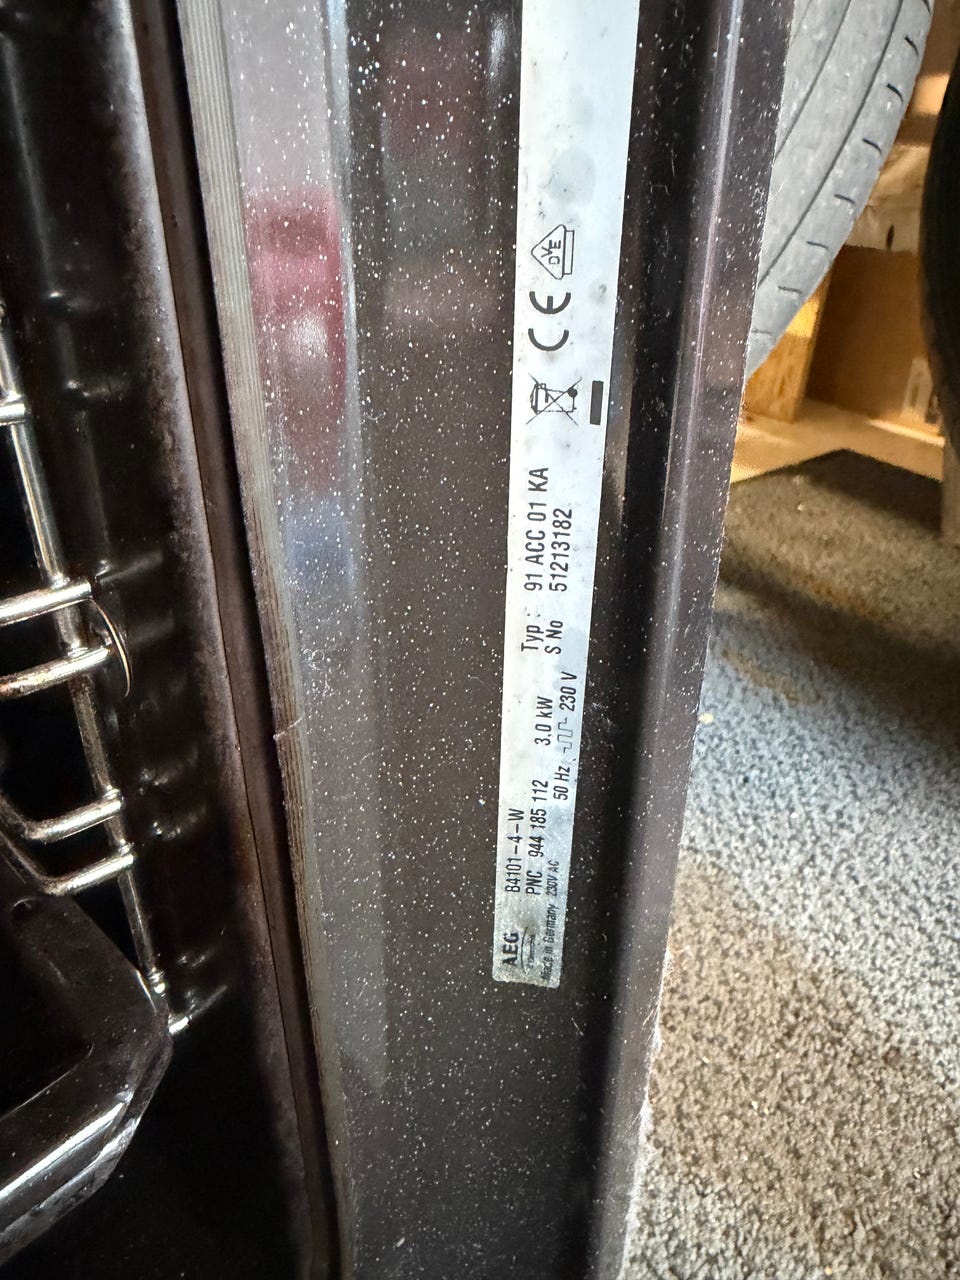 AEG
B4101-4-W
PNC 944 185 112 3.0 kW
Made in Germany 230V AC 50 Hz 230 V
Typ 91 ACC 01 KA
S No 51213182
CE
DVE